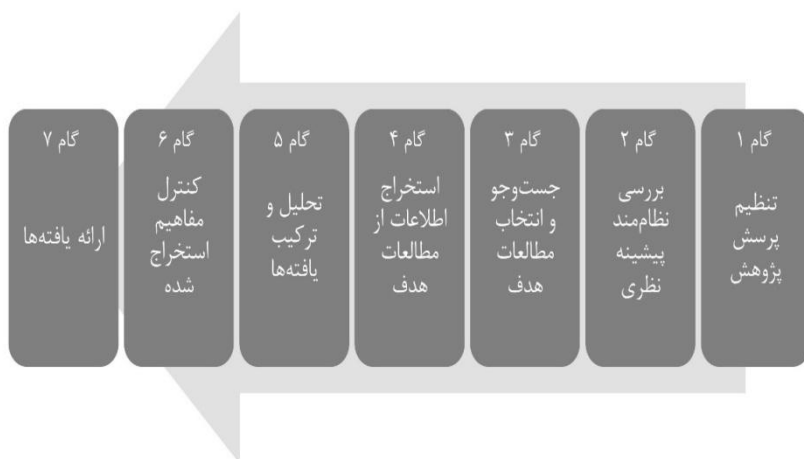 گام ۱
تنظیم
پرسش
پژوهش
گام ۲
بررسی
نظام‌مند
پیشینه
نظری
گام ۳
جست‌وجو
و انتخاب
مطالعات
هدف
گام ۴
استخراج
اطلاعات از
مطالعات
هدف
گام ۵
تحلیل و
ترکیب
یافته‌ها
گام ۶
کنترل
مفاهیم
استخراج
شده
گام ۷
ارائه یافته‌ها